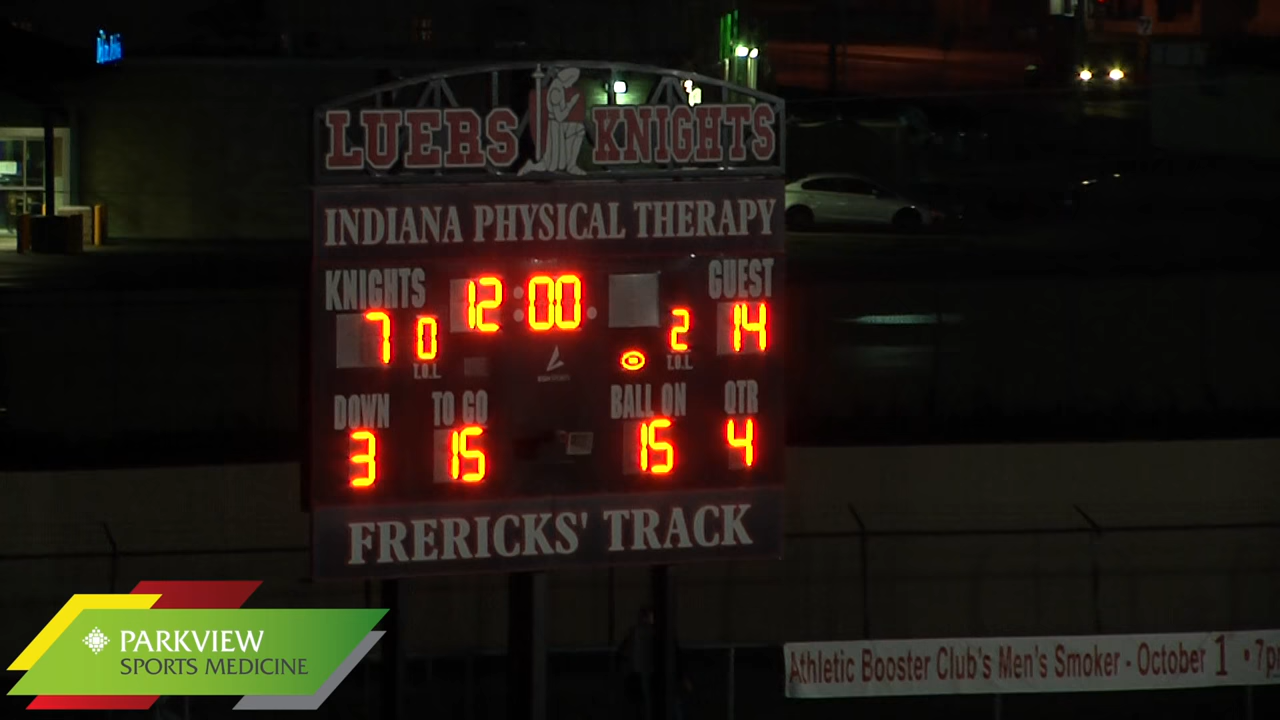 LUERS KNIGHTS
INDIANA PHYSICAL THERAPY
KNIGHTS 12:00 GUEST
7 0 2 14
T.O.L. T.O.L.
DOWN TO GO BALL ON QTR
3 15 15 4
FRERICKS' TRACK
PARKVIEW
SPORTS MEDICINE
Athletic Booster Club's Men's Smoker - October 1 • 7p